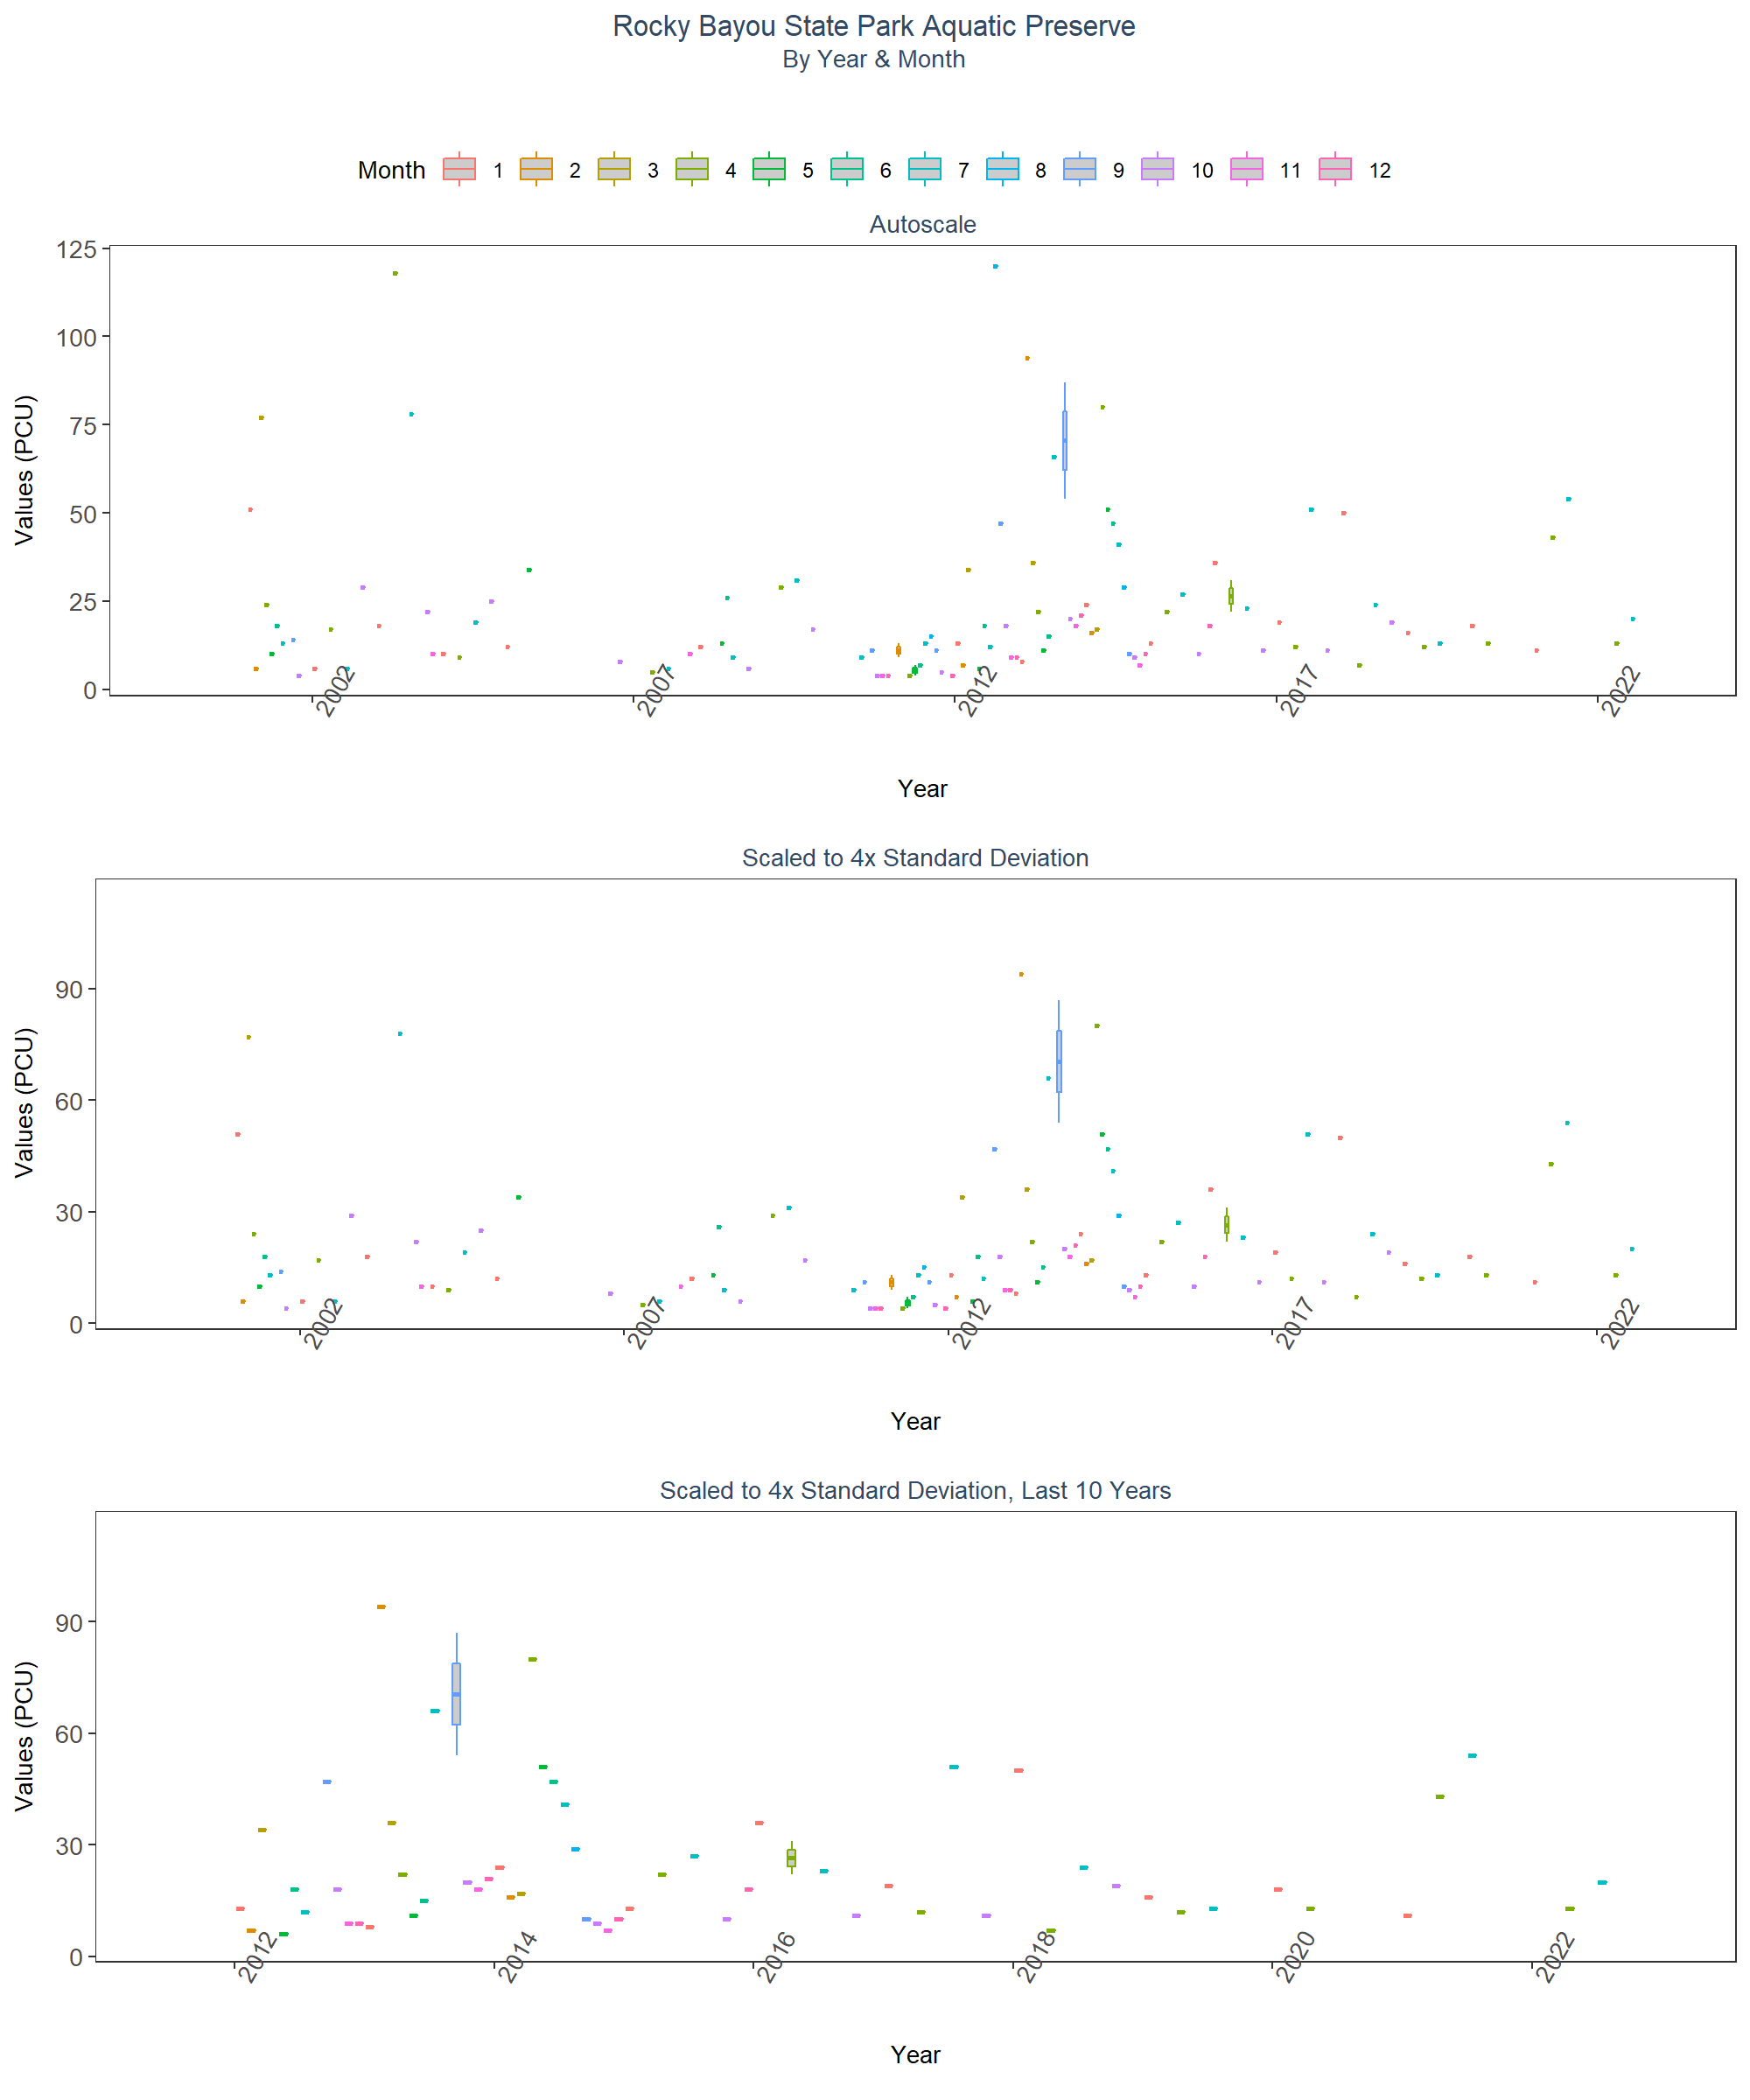 Rocky Bayou State Park Aquatic Preserve
By Year & Month
Month 1 2 3 4 5 6 7 8 9 10 11 12
Autoscale
Values (PCU)
125
100
75
50
25
0
2002 2007 2012 2017 2022
Year
Scaled to 4x Standard Deviation
Values (PCU)
90
60
30
0
2002 2007 2012 2017 2022
Year
Scaled to 4x Standard Deviation, Last 10 Years
Values (PCU)
90
60
30
0
2012 2014 2016 2018 2020 2022
Year